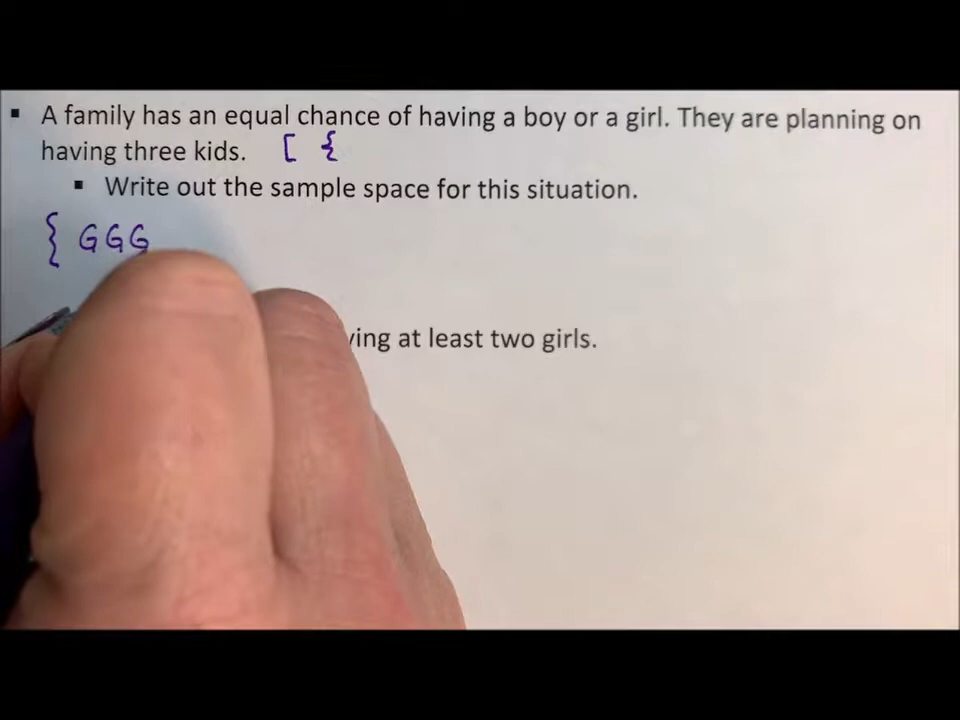 ▪ A family has an equal chance of having a boy or a girl. They are planning on
having three kids. [ {
▪ Write out the sample space for this situation.
{ GGG
at least two girls.